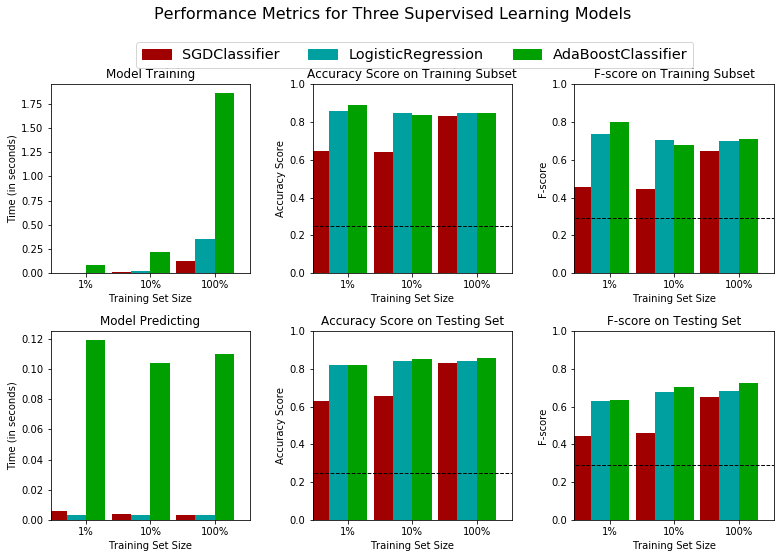 Performance Metrics for Three Supervised Learning Models
SGDClassifier LogisticRegression AdaBoostClassifier
Model Training
Time (in seconds)
1.75
1.50
1.25
1.00
0.75
0.50
0.25
0.00
1% 10% 100%
Training Set Size
Accuracy Score on Training Subset
Accuracy Score
1.0
0.8
0.6
0.4
0.2
0.0
1% 10% 100%
Training Set Size
F-score on Training Subset
F-score
1.0
0.8
0.6
0.4
0.2
0.0
1% 10% 100%
Training Set Size
Model Predicting
Time (in seconds)
0.12
0.10
0.08
0.06
0.04
0.02
0.00
1% 10% 100%
Training Set Size
Accuracy Score on Testing Set
Accuracy Score
1.0
0.8
0.6
0.4
0.2
0.0
1% 10% 100%
Training Set Size
F-score on Testing Set
F-score
1.0
0.8
0.6
0.4
0.2
0.0
1% 10% 100%
Training Set Size